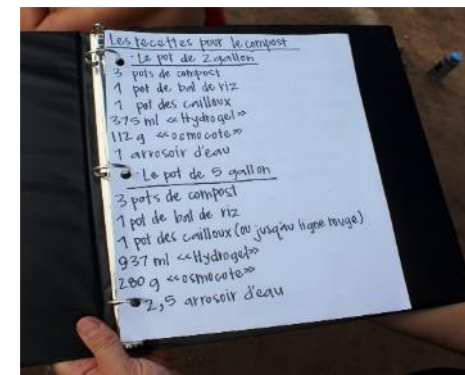 Les recettes pour le compost
• Le pot de 2 gallon
3 pots de compost
1 pot de bal de riz
1 pot des cailloux
375 ml «Hydrogel»
112 g «osmocote»
1 arrosoir d'eau
• Le pot de 5 gallon
3 pots de compost
1 pot de bal de riz
1 pot des cailloux (ou jusqu'au ligne rouge)
937 ml «Hydrogel»
280 g «osmocote»
2,5 arrosoir d'eau